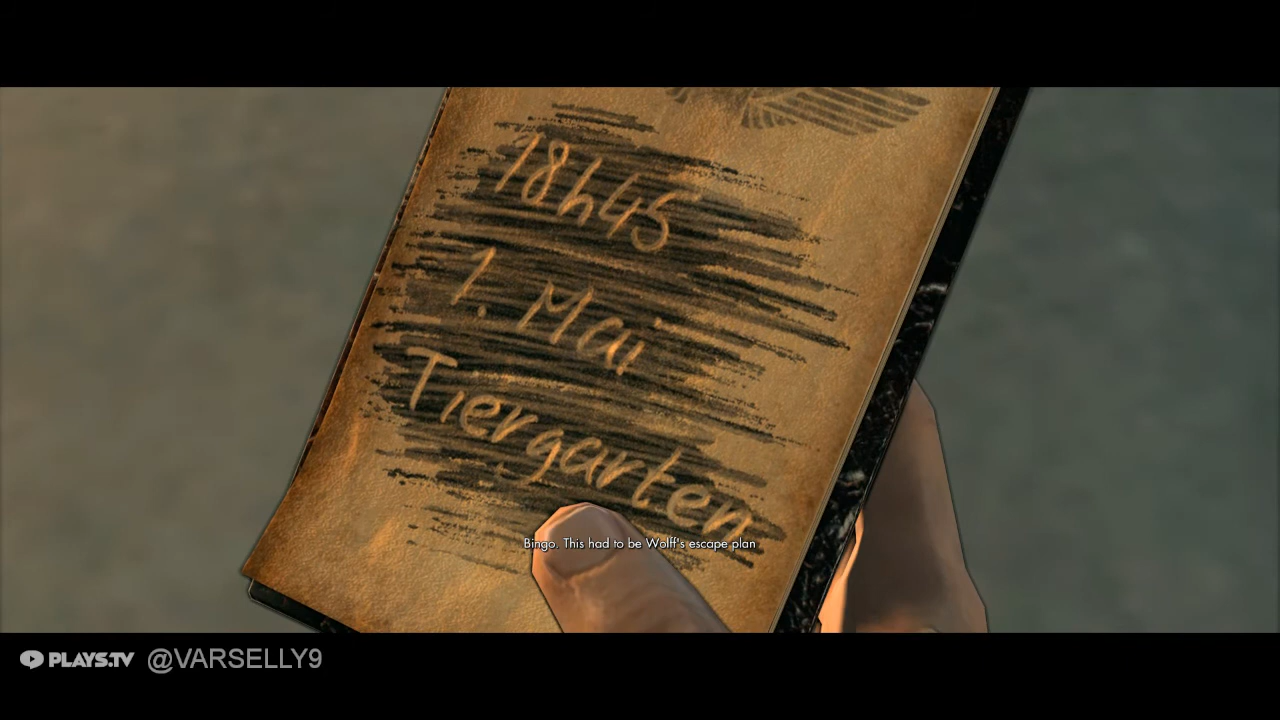 18h45
1. Mai
Tiergarten
Bingo. This had to be Wolff's escape plan
PLAYS.TV @VARSELLY9